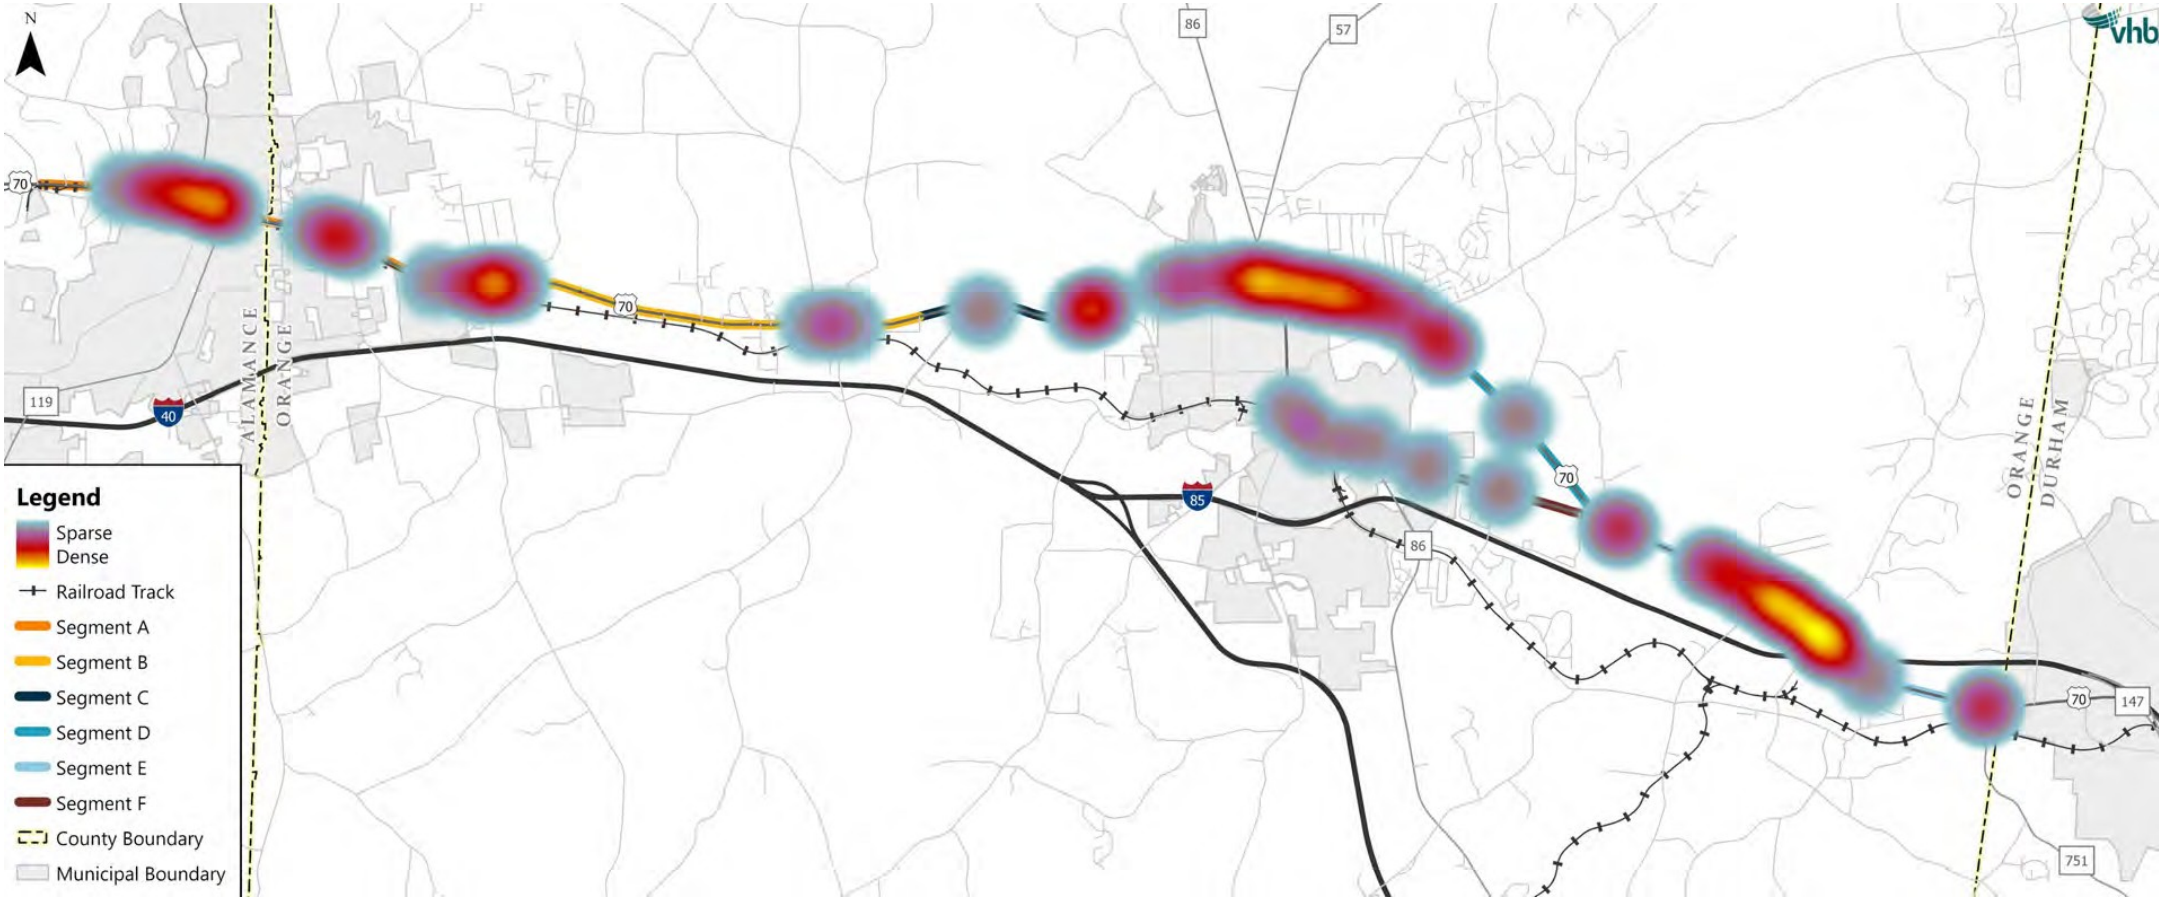 N
86
57
vhb
70
70
ALAMANCE
ORANGE
119
40
70
85
86
ORANGE
DURHAM
70
147
751
Legend
Sparse
Dense
Railroad Track
Segment A
Segment B
Segment C
Segment D
Segment E
Segment F
County Boundary
Municipal Boundary